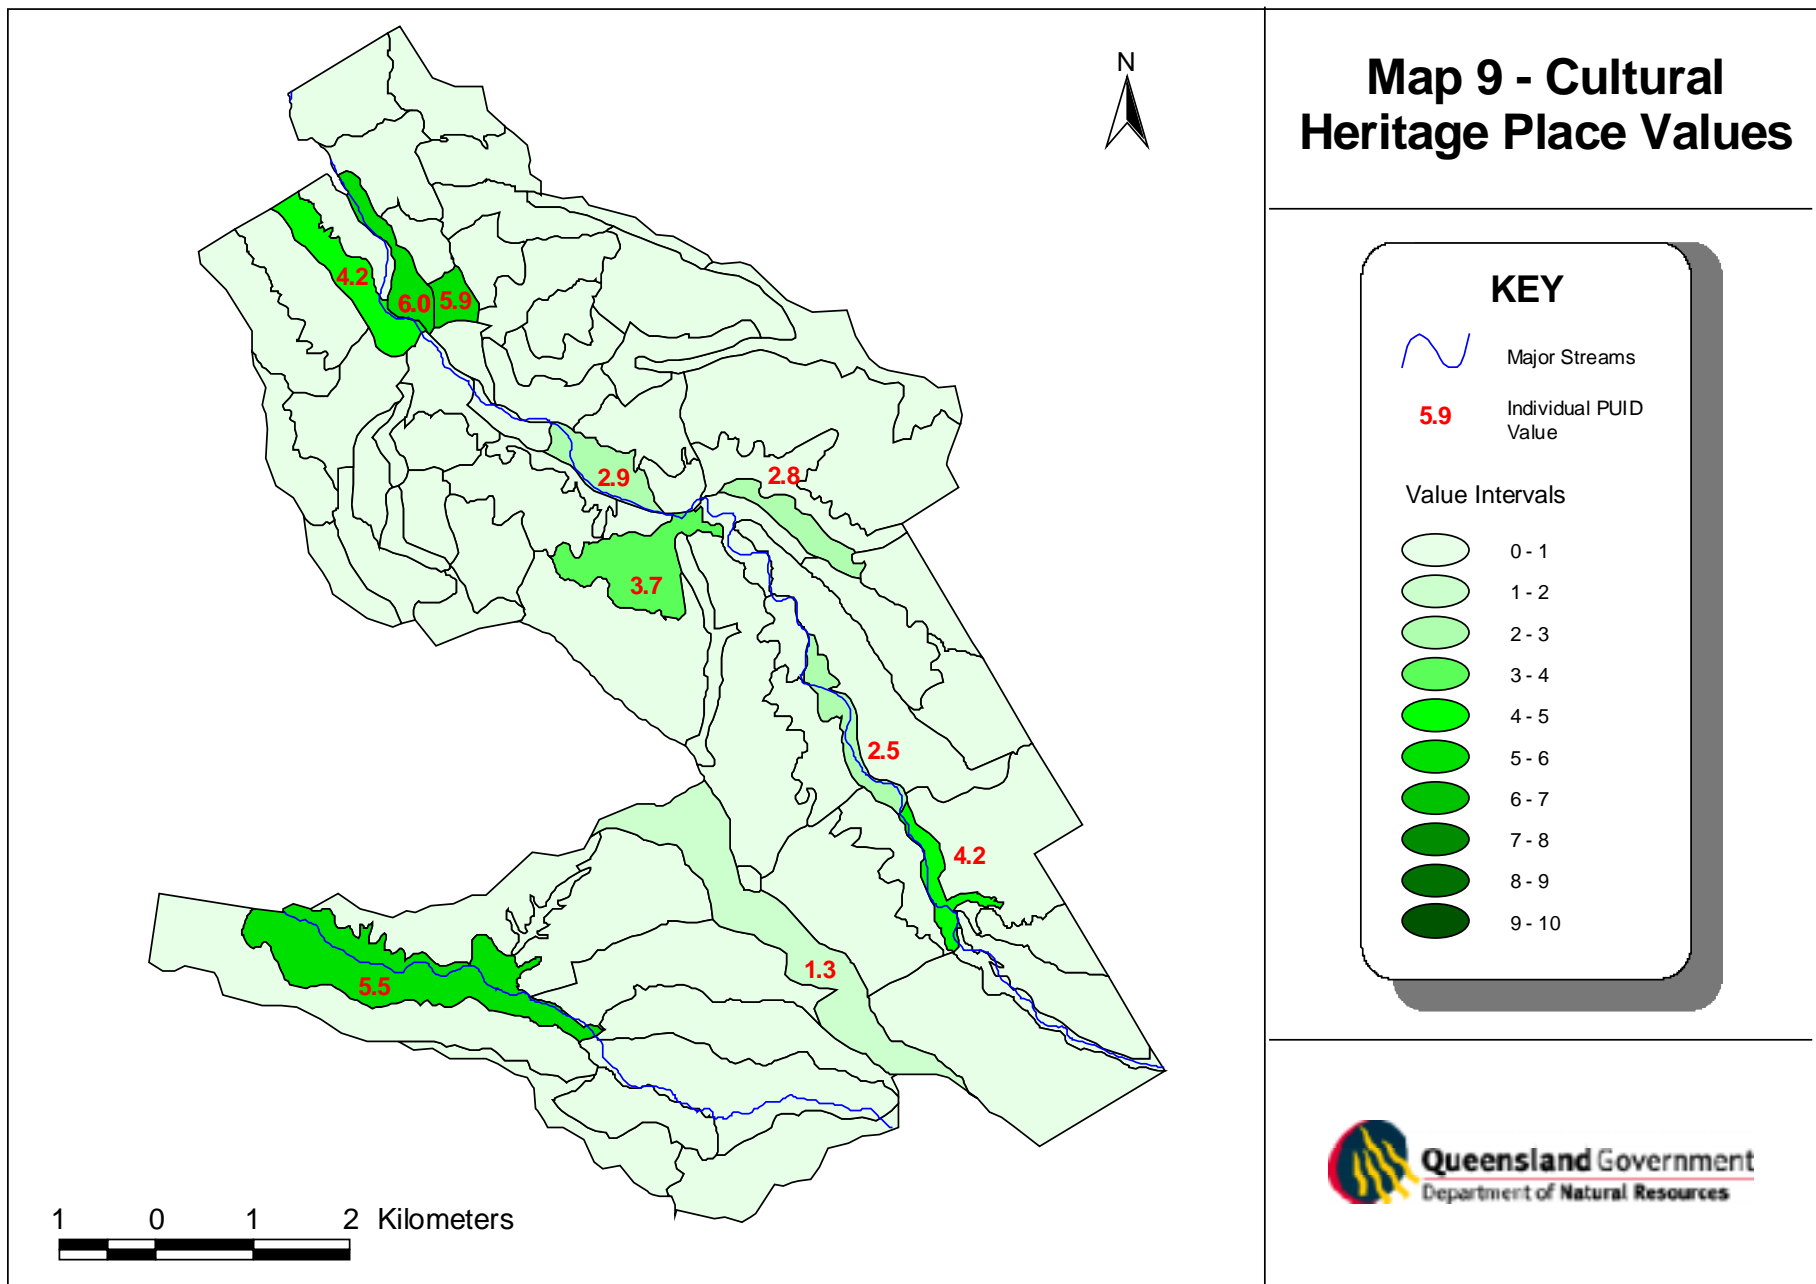 Map 9 - Cultural
Heritage Place Values
N
4.2
6.0
5.9
2.9
2.8
3.7
2.5
4.2
1.3
5.5
1 0 1 2 Kilometers
KEY
Major Streams
5.9
Individual PUID
Value
Value Intervals
0 - 1
1 - 2
2 - 3
3 - 4
4 - 5
5 - 6
6 - 7
7 - 8
8 - 9
9 - 10
Queensland Government
Department of Natural Resources